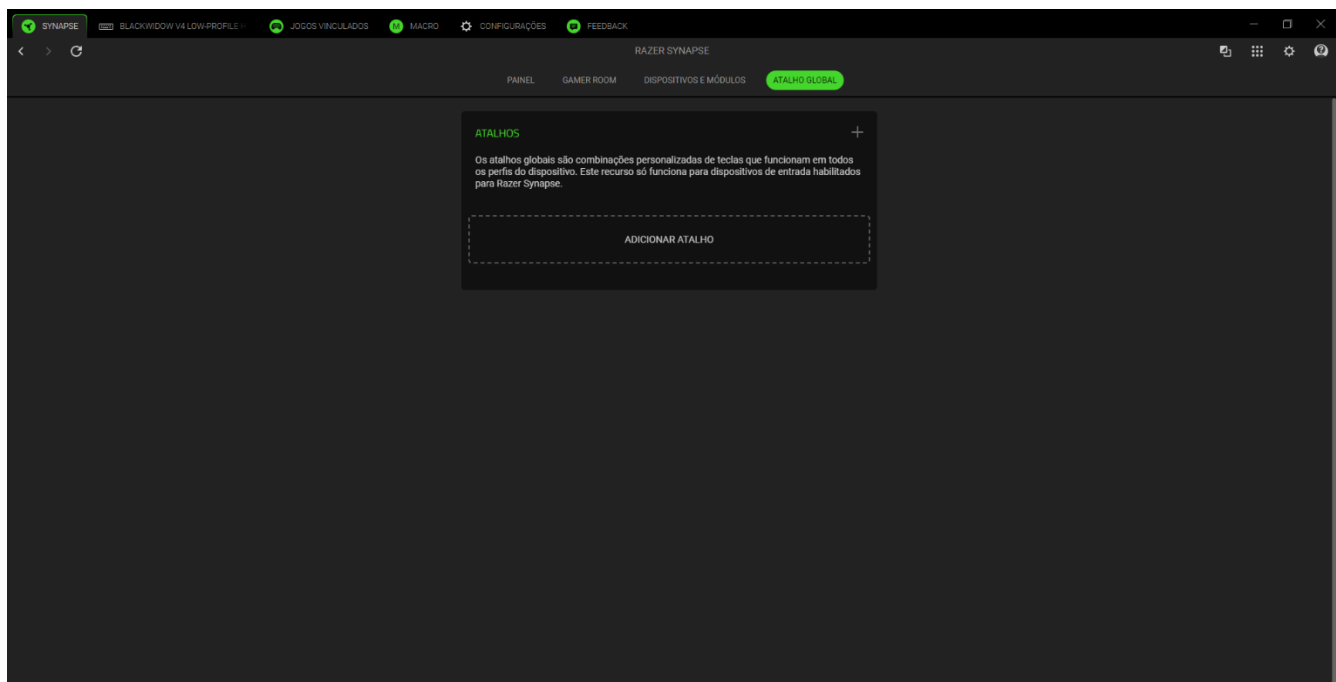 SYNAPSE
BLACKWIDOW V4 LOW-PROFILE
JOGOS VINCULADOS
M MACRO
CONFIGURAÇÕES
FEEDBACK
RAZER SYNAPSE
PAINEL
GAMER ROOM
DISPOSITIVOS E MÓDULOS
ATALHO GLOBAL
ATALHOS
Os atalhos globais são combinações personalizadas de teclas que funcionam em todos
os perfis do dispositivo. Este recurso só funciona para dispositivos de entrada habilitados
para Razer Synapse.
ADICIONAR ATALHO